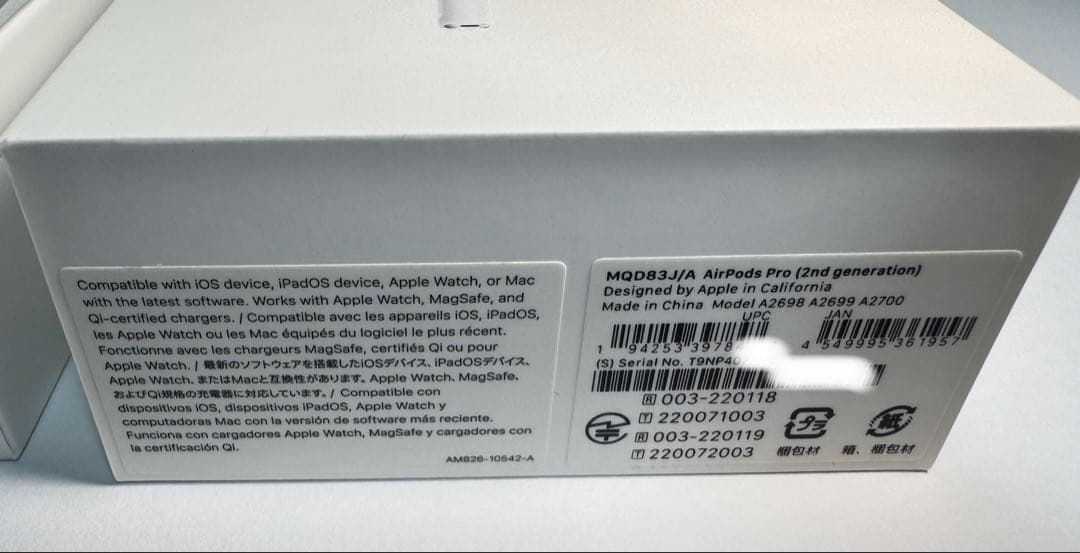 Compatible with iOS device, iPadOS device, Apple Watch, or Mac
with the latest software. Works with Apple Watch, MagSafe, and
Qi-certified chargers. / Compatible avec les appareils iOS, iPadOS,
les Apple Watch ou les Mac équipés du logiciel le plus récent.
Fonctionne avec les chargeurs MagSafe, certifiés Qi ou pour
Apple Watch. / 最新のソフトウェアを搭載したiOSデバイス、iPadOSデバイス、
Apple Watch、またはMacと互換性があります。Apple Watch、MagSafe、
およびQi規格の充電器に対応しています。/ Compatible con
dispositivos iOS, dispositivos iPadOS, Apple Watch y
computadoras Mac con la versión de software más reciente.
Funciona con cargadores Apple Watch, MagSafe y cargadores con
la certificación Qi.
AM826-10542-A
MQD83J/A AirPods Pro (2nd generation)
Designed by Apple in California
Made in China Model A2698 A2699 A2700
UPC JAN
1 94253 3978 4 549995 361957
(S) Serial No. T9NP40
R 003-220118
T 220071003
R 003-220119
T 220072003
プラ 紙
梱包材 箱、梱包材